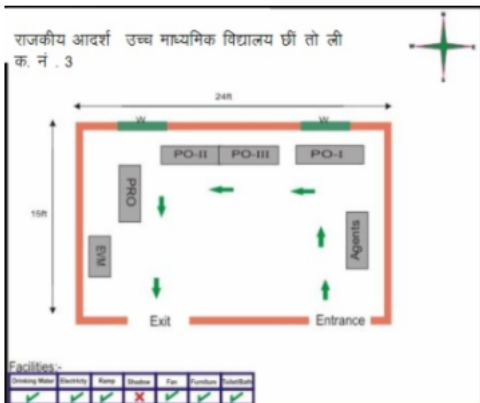 राजकीय आदर्श उच्च माध्यमिक विद्यालय छीं तो ली
क. नं . 3
24ft
W W
PO-II PO-III PO-I
15ft
PRO
Agents
EVM
Exit Entrance
Facilities:-
Drinking Water Electricty Ramp Shadow Fan Furniture Toilet/Bath